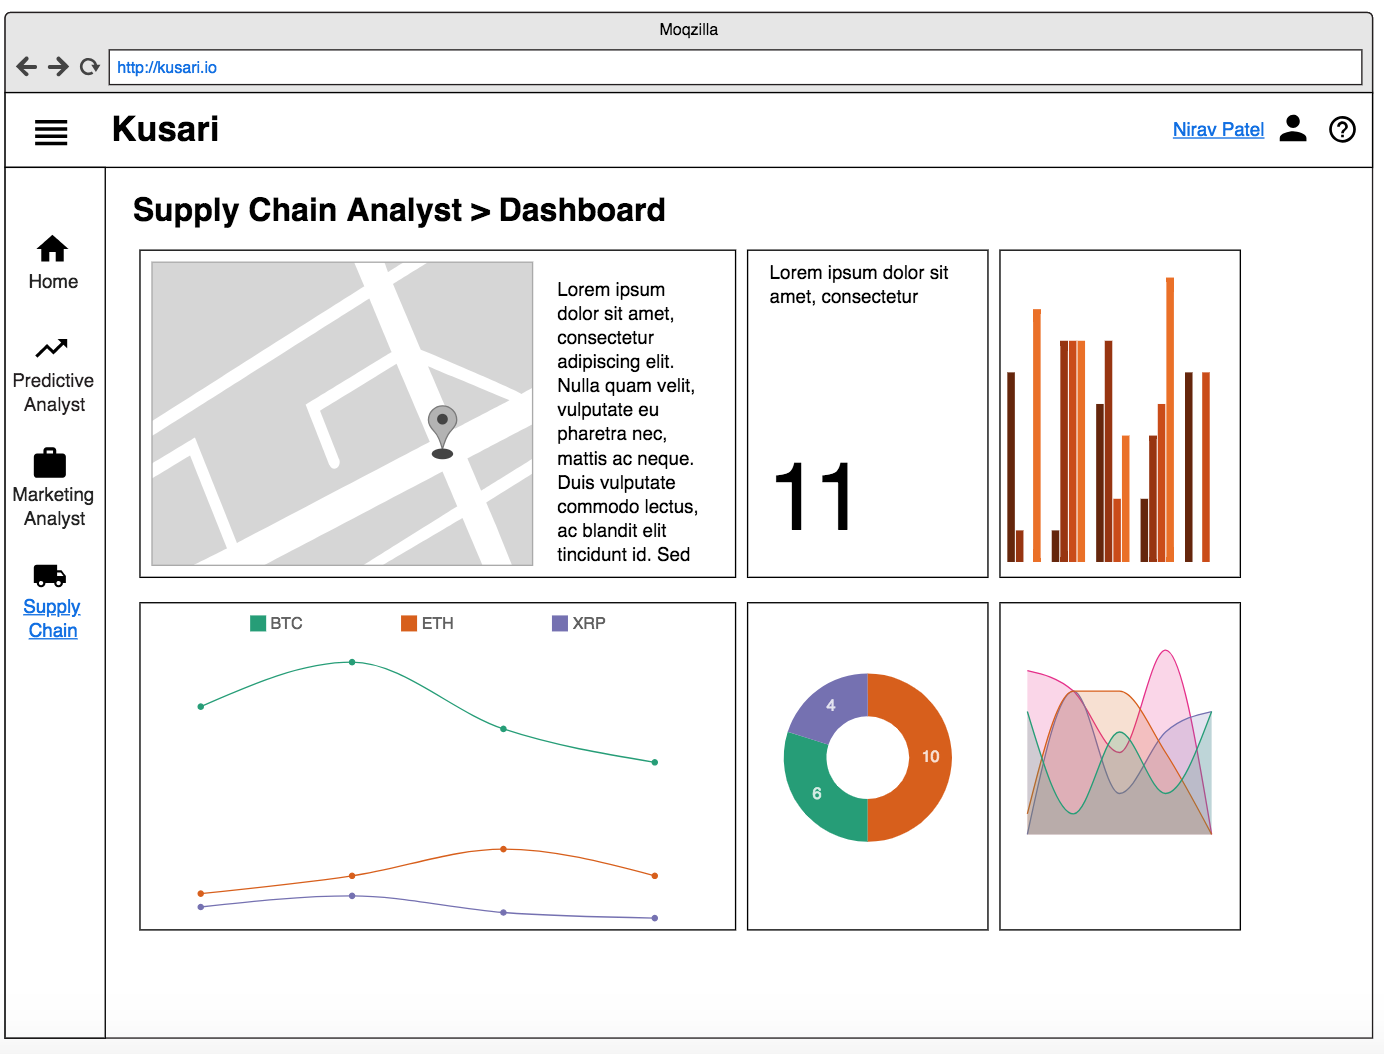 Moqzilla
http://kusari.io
Kusari
Nirav Patel
Supply Chain Analyst > Dashboard
Home
Predictive
Analyst
Marketing
Analyst
Supply
Chain
Lorem ipsum
dolor sit amet,
consectetur
adipiscing elit.
Nulla quam velit,
vulputate eu
pharetra nec,
mattis ac neque.
Duis vulputate
commodo lectus,
ac blandit elit
tincidunt id. Sed
Lorem ipsum dolor sit
amet, consectetur
11
BTC ETH XRP
4
10
6